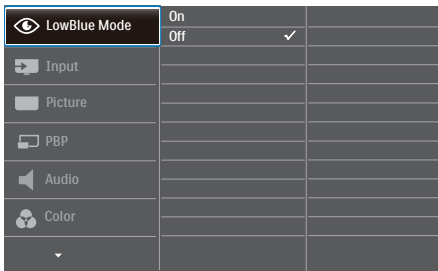 LowBlue Mode
On
Off
Input
Picture
PBP
Audio
Color